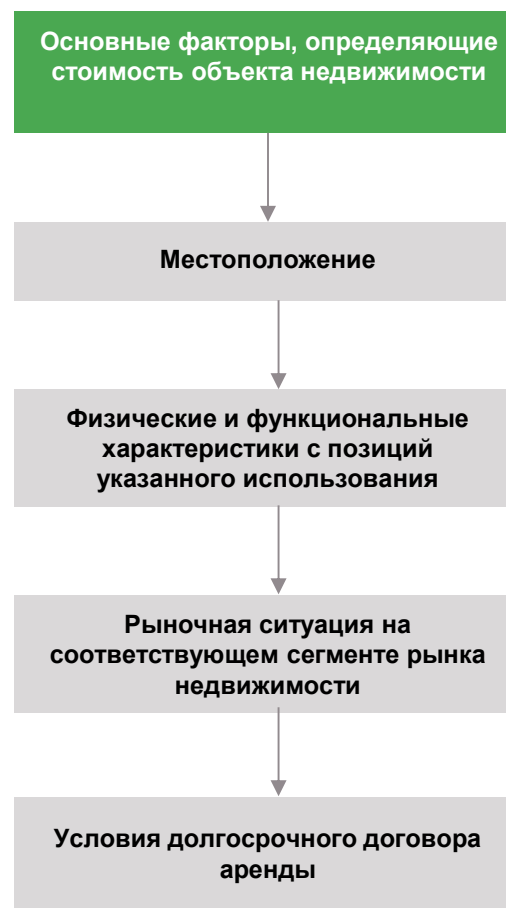 Основные факторы, определяющие
стоимость объекта недвижимости
Местоположение
Физические и функциональные
характеристики с позиций
указанного использования
Рыночная ситуация на
соответствующем сегменте рынка
недвижимости
Условия долгосрочного договора
аренды